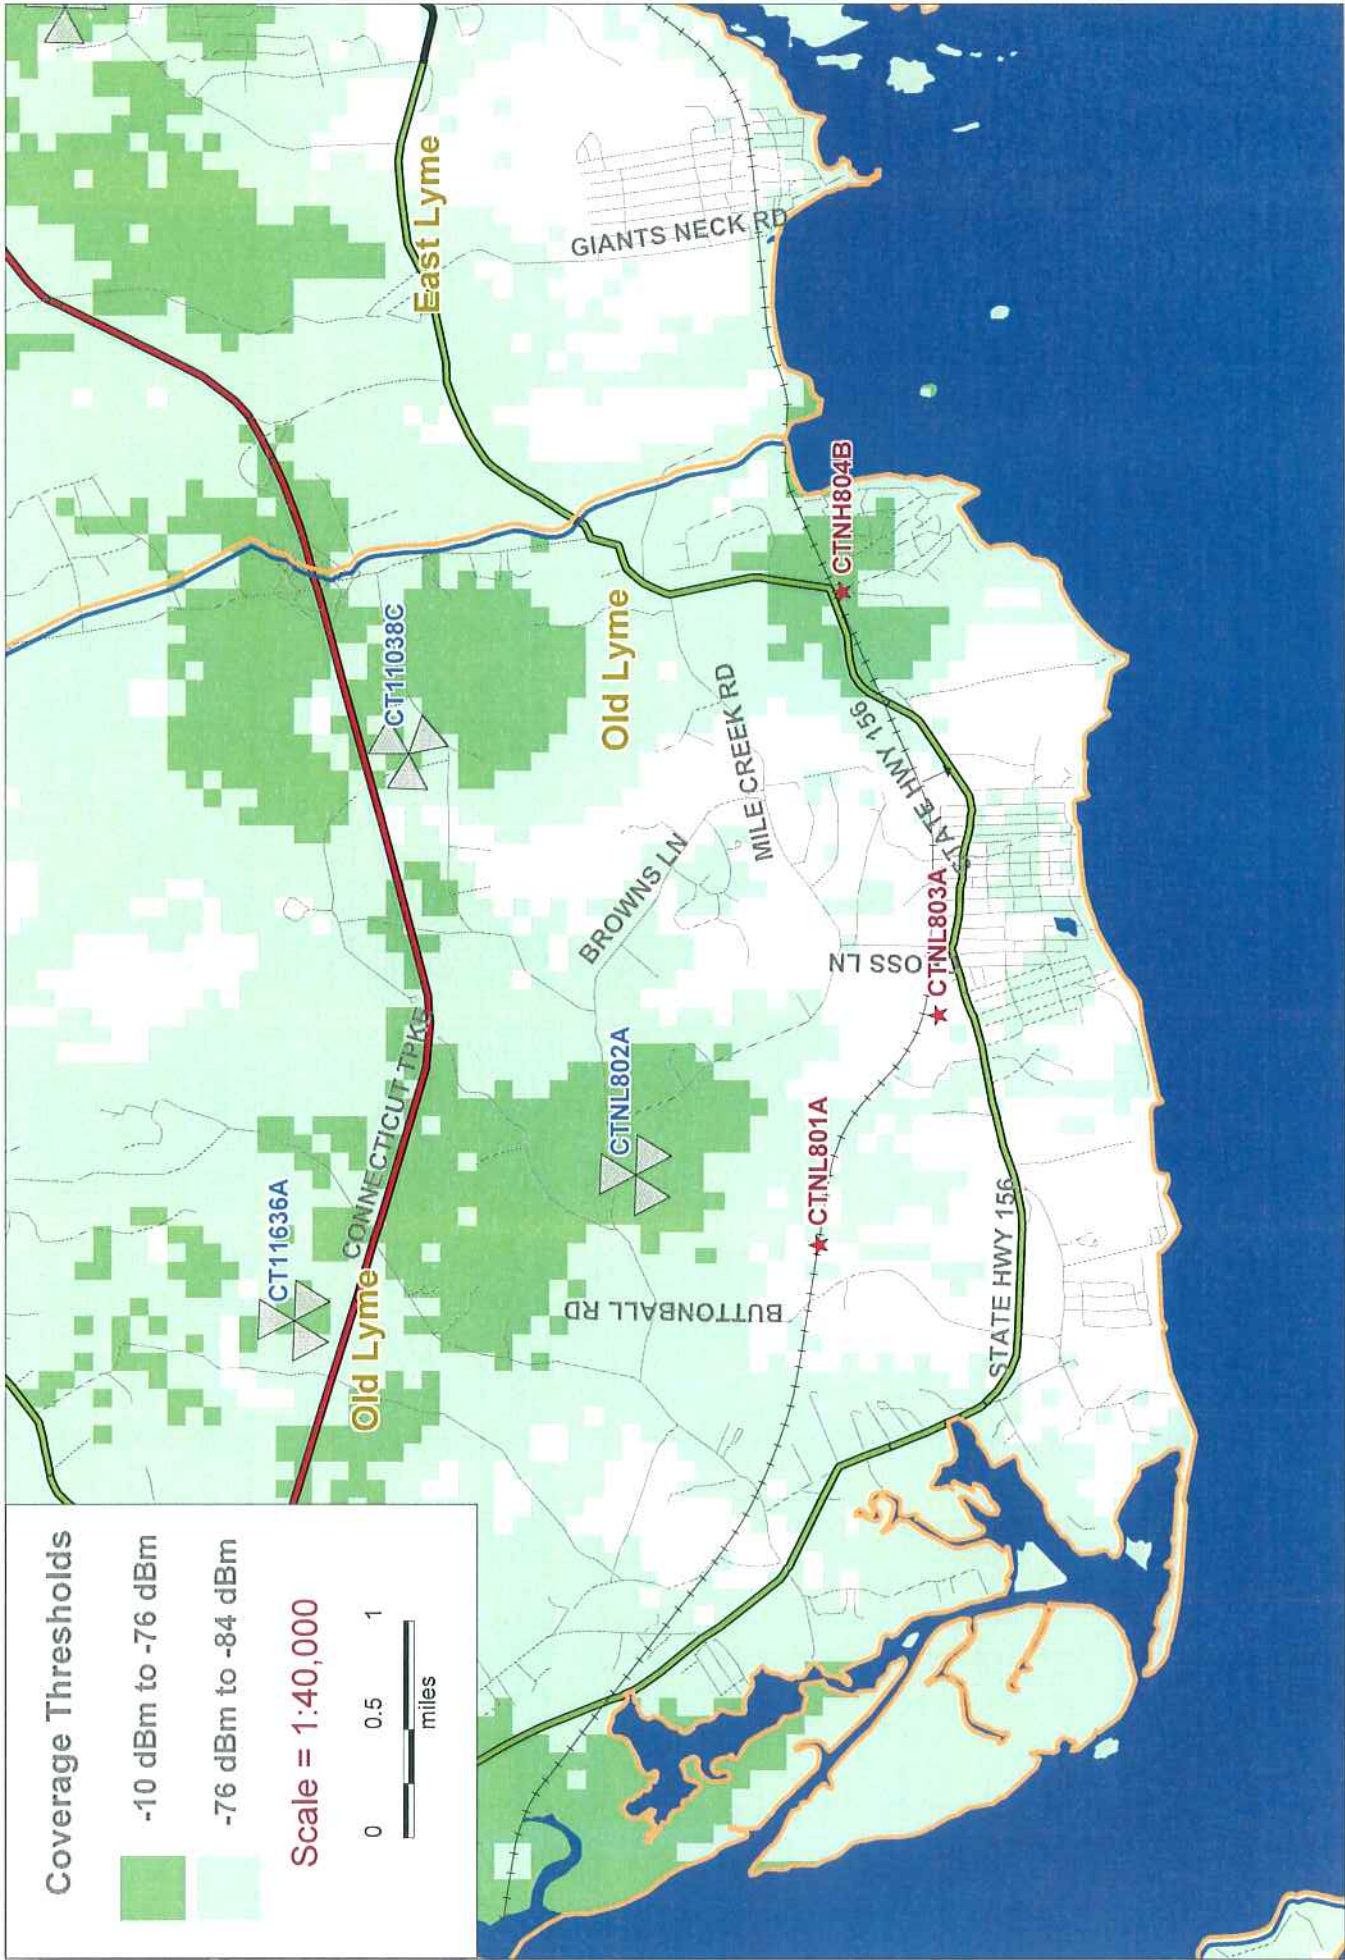 Coverage Thresholds
-10 dBm to -76 dBm
-76 dBm to -84 dBm
Scale = 1:40,000
0 0.5 1
miles
CT11636A
CONNECTICUT TPKE
Old Lyme
CT11038C
East Lyme
GIANTS NECK RD
CTNL802A
BROWNS LN
Old Lyme
MILE CREEK RD
BUTTONBALL RD
CTNL801A
OSS LN
CTNL803A
STATE HWY 156
CTNH804B
STATE HWY 156